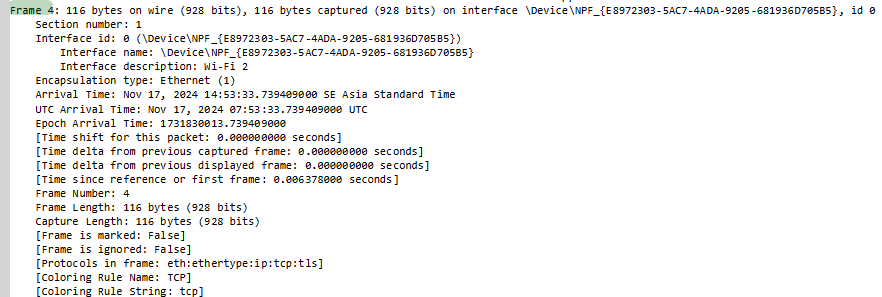 Frame 4: 116 bytes on wire (928 bits), 116 bytes captured (928 bits) on interface \Device\NPF_{E8972303-5AC7-4ADA-9205-681936D705B5}, id 0
Section number: 1
Interface id: 0 (\Device\NPF_{E8972303-5AC7-4ADA-9205-681936D705B5})
Interface name: \Device\NPF_{E8972303-5AC7-4ADA-9205-681936D705B5}
Interface description: Wi-Fi 2
Encapsulation type: Ethernet (1)
Arrival Time: Nov 17, 2024 14:53:33.739409000 SE Asia Standard Time
UTC Arrival Time: Nov 17, 2024 07:53:33.739409000 UTC
Epoch Arrival Time: 1731830013.739409000
[Time shift for this packet: 0.000000000 seconds]
[Time delta from previous captured frame: 0.000000000 seconds]
[Time delta from previous displayed frame: 0.000000000 seconds]
[Time since reference or first frame: 0.006378000 seconds]
Frame Number: 4
Frame Length: 116 bytes (928 bits)
Capture Length: 116 bytes (928 bits)
[Frame is marked: False]
[Frame is ignored: False]
[Protocols in frame: eth:ethertype:ip:tcp:tls]
[Coloring Rule Name: TCP]
[Coloring Rule String: tcp]